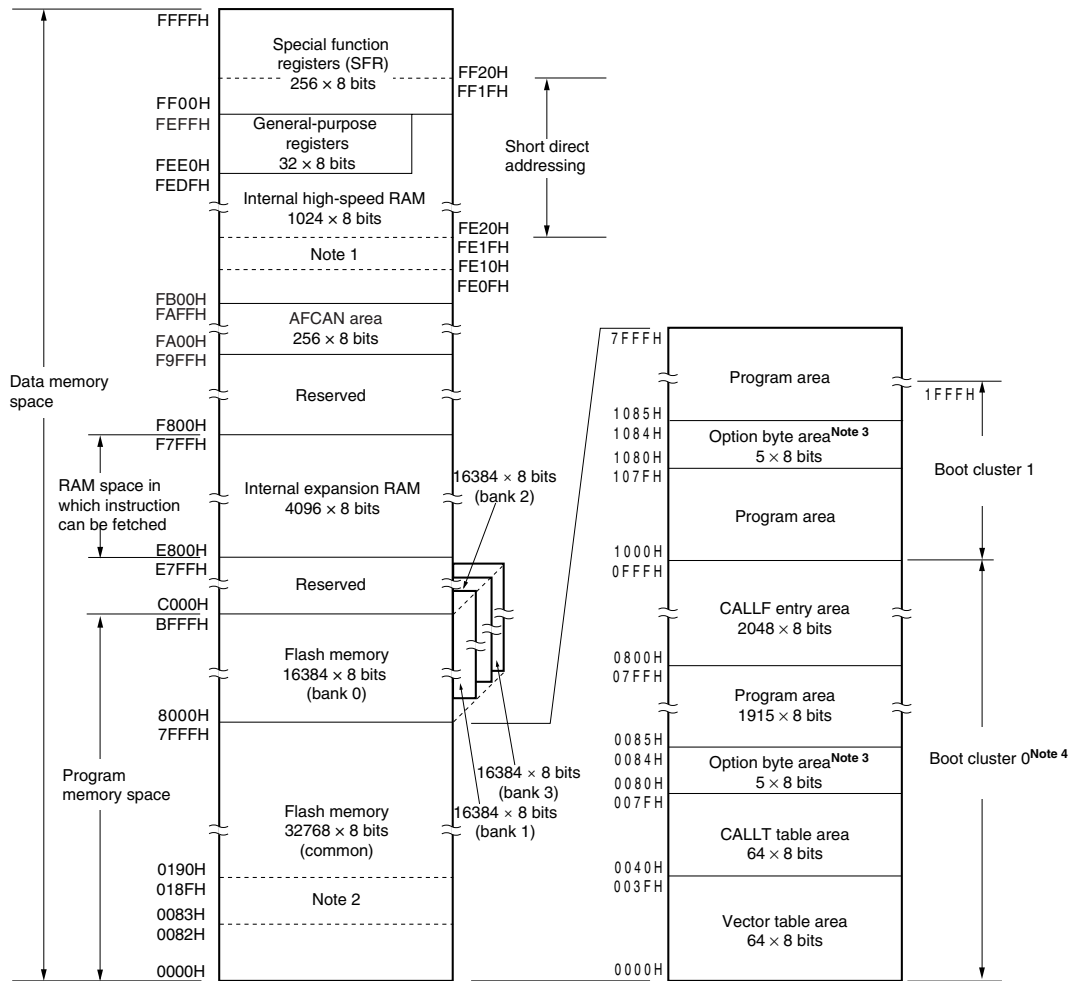 FFFFH
Special function
registers (SFR)
256 × 8 bits
FF20H
FF1FH
FF00H
FEFFH
General-purpose
registers
32 × 8 bits
Short direct
addressing
FEE0H
FEDFH
Internal high-speed RAM
1024 × 8 bits
FE20H
FE1FH
Note 1
FE10H
FE0FH
FB00H
FAFFH
AFCAN area
256 × 8 bits
FA00H
F9FFH
Data memory
space
Reserved
F800H
F7FFH
RAM space in
which instruction
can be fetched
Internal expansion RAM
4096 × 8 bits
16384 × 8 bits
(bank 2)
E800H
E7FFH
Reserved
C000H
BFFFH
Flash memory
16384 × 8 bits
(bank 0)
8000H
7FFFH
16384 × 8 bits
(bank 3)
16384 × 8 bits
(bank 1)
Program
memory space
Flash memory
32768 × 8 bits
(common)
0190H
018FH
Note 2
0083H
0082H
0000H
7FFFH
Program area
1FFFH
1085H
1084H
Option byte area Note 3
5 × 8 bits
1080H
107FH
Boot cluster 1
Program area
1000H
0FFFH
CALLF entry area
2048 × 8 bits
0800H
07FFH
Program area
1915 × 8 bits
0085H
0084H
Option byte area Note 3
5 × 8 bits
Boot cluster 0 Note 4
0080H
007FH
CALLT table area
64 × 8 bits
0040H
003FH
Vector table area
64 × 8 bits
0000H